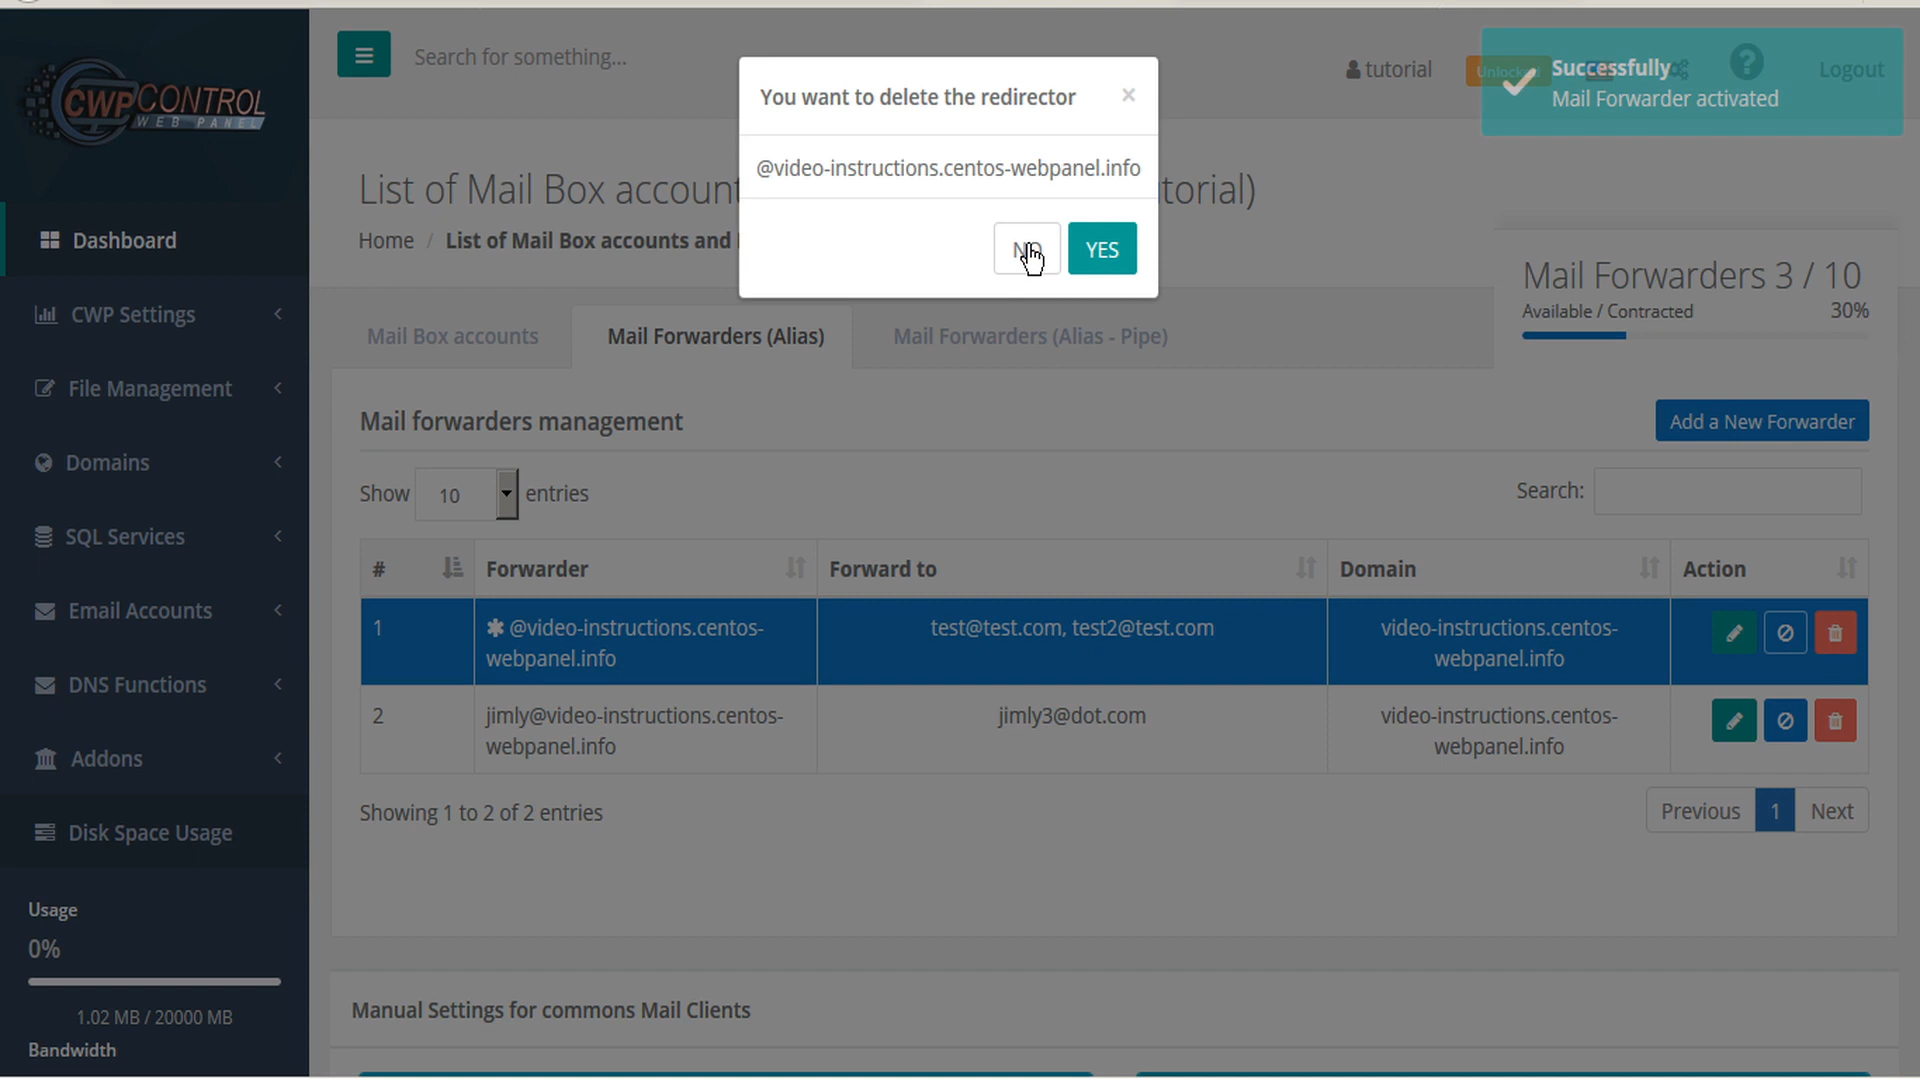 CWP CONTROL
WEB PANEL
Search for something...
tutorial
Successfully
Mail Forwarder activated
Logout
You want to delete the redirector
×
@video-instructions.centos-webpanel.info
NO
YES
List of Mail Box account
torial)
Home / List of Mail Box accounts and
Mail Forwarders 3 / 10
Available / Contracted
30%
Dashboard
CWP Settings
File Management
Domains
SQL Services
Email Accounts
DNS Functions
Addons
Disk Space Usage
Usage
0%
1.02 MB / 20000 MB
Bandwidth
Mail Box accounts
Mail Forwarders (Alias)
Mail Forwarders (Alias - Pipe)
Mail forwarders management
Add a New Forwarder
Show 10 entries
Search:
# Forwarder Forward to Domain Action
1 ✱ @video-instructions.centos-webpanel.info test@test.com, test2@test.com video-instructions.centos-webpanel.info
2 jimly@video-instructions.centos-webpanel.info jimly3@dot.com video-instructions.centos-webpanel.info
Showing 1 to 2 of 2 entries
Previous 1 Next
Manual Settings for commons Mail Clients